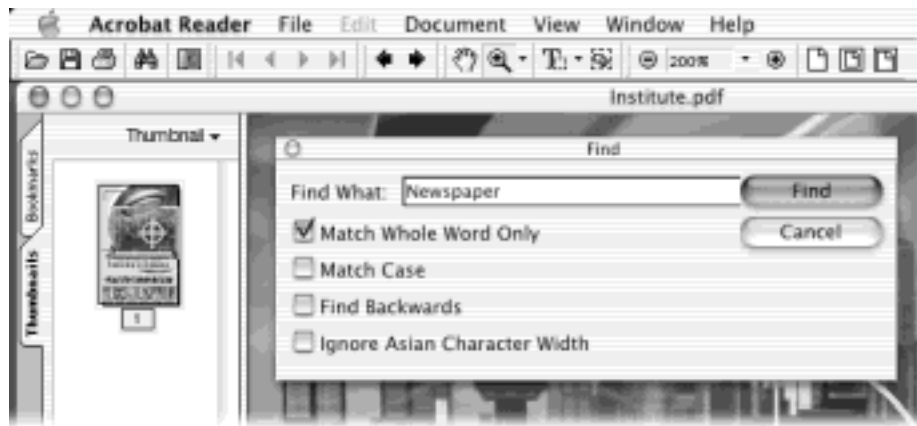 Acrobat Reader File Edit Document View Window Help
200%
Institute.pdf
Thumbnail
Bookmarks
Thumbnails
1
Find
Find What: Newspaper
Find
Match Whole Word Only
Cancel
Match Case
Find Backwards
Ignore Asian Character Width